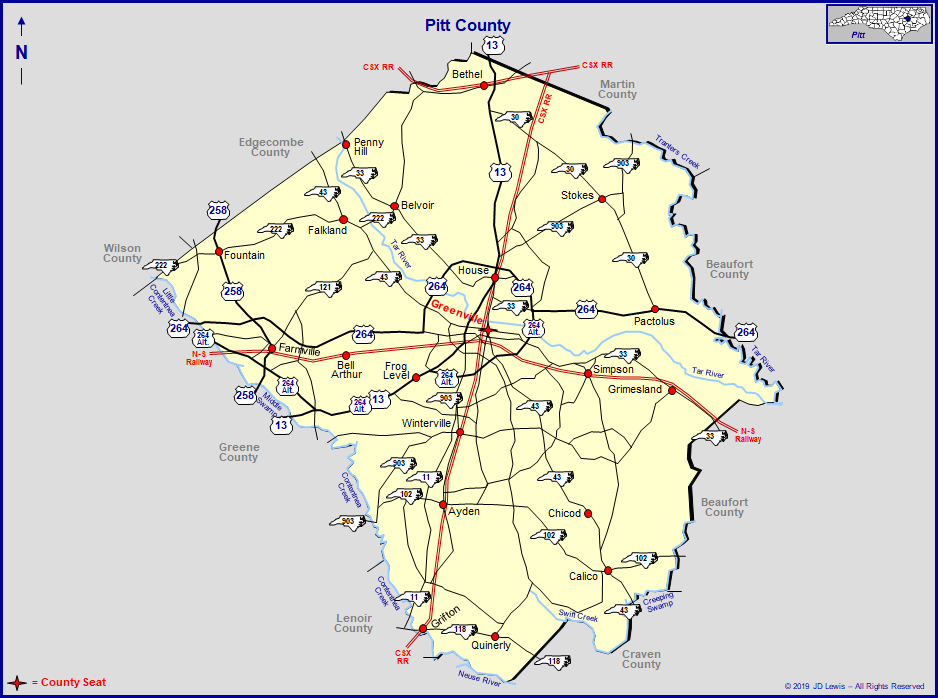 Pitt County
N
Pitt
13
CSX RR
CSX RR
Bethel
Martin
County
CSX RR
30
Tranters Creek
Edgecombe
County
Penny
Hill
33
13
30
903
43
Stokes
258
Belvoir
222
Falkland
222
903
33
Tar River
Wilson
County
Fountain
222
30
Beaufort
County
House
43
264
264
121
258
Little
Contentnea
Creek
33
264
Greenville
Pactolus
264
264
Alt.
264
264
Alt.
264
Tar River
N-S
Railway
Farmville
Bell
Arthur
33
Frog
Level
264
Alt.
Simpson
Tar River
264
Alt.
Grimesland
258
Middle
Swamp
264
Alt.
13
903
43
13
Winterville
33
N-S
Railway
Greene
County
903
11
43
Contentnea
Creek
102
Ayden
Chicod
Beaufort
County
903
102
102
Calico
Contentnea
Creek
11
Creeping
Swamp
43
Swift Creek
Lenoir
County
Grifton
118
Quinerly
CSX
RR
Craven
County
118
Neuse River
= County Seat
© 2019 JD Lewis – All Rights Reserved